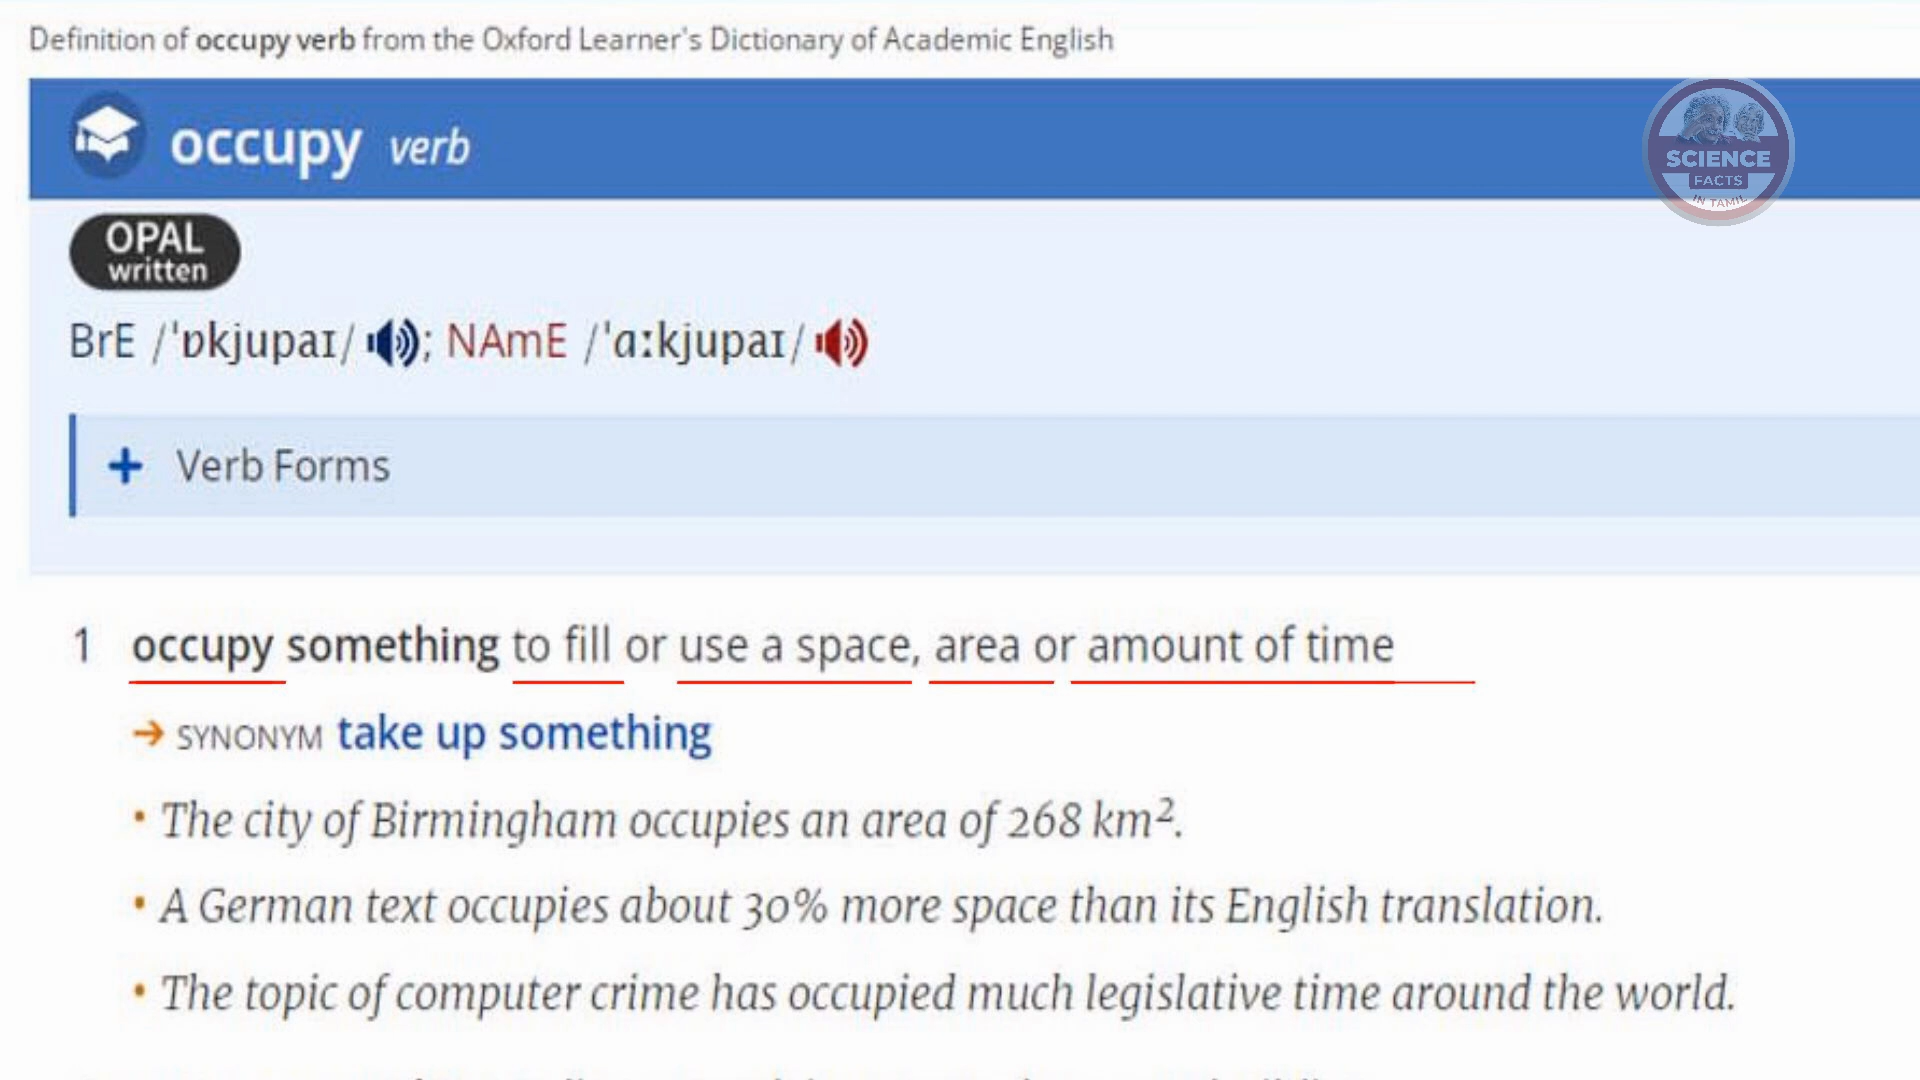 Definition of occupy verb from the Oxford Learner's Dictionary of Academic English
occupy verb
SCIENCE
FACTS
IN TAMIL
OPAL
written
BrE /ˈɒkjupaɪ/ ; NAmE /ˈɑːkjupaɪ/
+ Verb Forms
1 occupy something to fill or use a space, area or amount of time
→ SYNONYM take up something
• The city of Birmingham occupies an area of 268 km².
• A German text occupies about 30% more space than its English translation.
• The topic of computer crime has occupied much legislative time around the world.